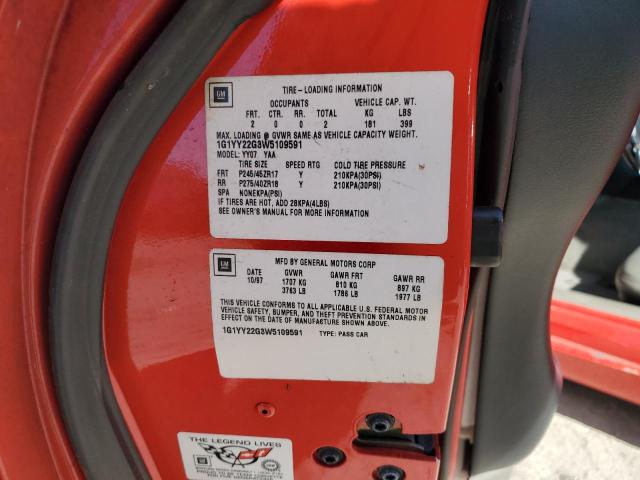 GM
TIRE-LOADING INFORMATION
OCCUPANTS VEHICLE CAP. WT.
FRT. CTR. RR. TOTAL KG LBS
2 0 0 2 181 399
MAX. LOADING @ GVWR SAME AS VEHICLE CAPACITY WEIGHT.
1G1YY22G3W5109591
MODEL: YY07 YAA
TIRE SIZE SPEED RTG COLD TIRE PRESSURE
FRT P245/45ZR17 Y 210KPA(30PSI)
RR P275/40ZR18 Y 210KPA(30PSI)
SPA NONEKPA(PSI)
IF TIRES ARE HOT, ADD 28KPA(4LBS)
SEE OWNER'S MANUAL FOR MORE INFORMATION
GM
MFD BY GENERAL MOTORS CORP
DATE GVWR GAWR FRT GAWR RR
10/97 1707 KG 810 KG 897 KG
3763 LB 1786 LB 1977 LB
THIS VEHICLE CONFORMS TO ALL APPLICABLE U.S. FEDERAL MOTOR
VEHICLE SAFETY, BUMPER, AND THEFT PREVENTION STANDARDS IN
EFFECT ON THE DATE OF MANUFACTURE SHOWN ABOVE.
1G1YY22G3W5109591 TYPE: PASS CAR
THE LEGEND LIVES
GM